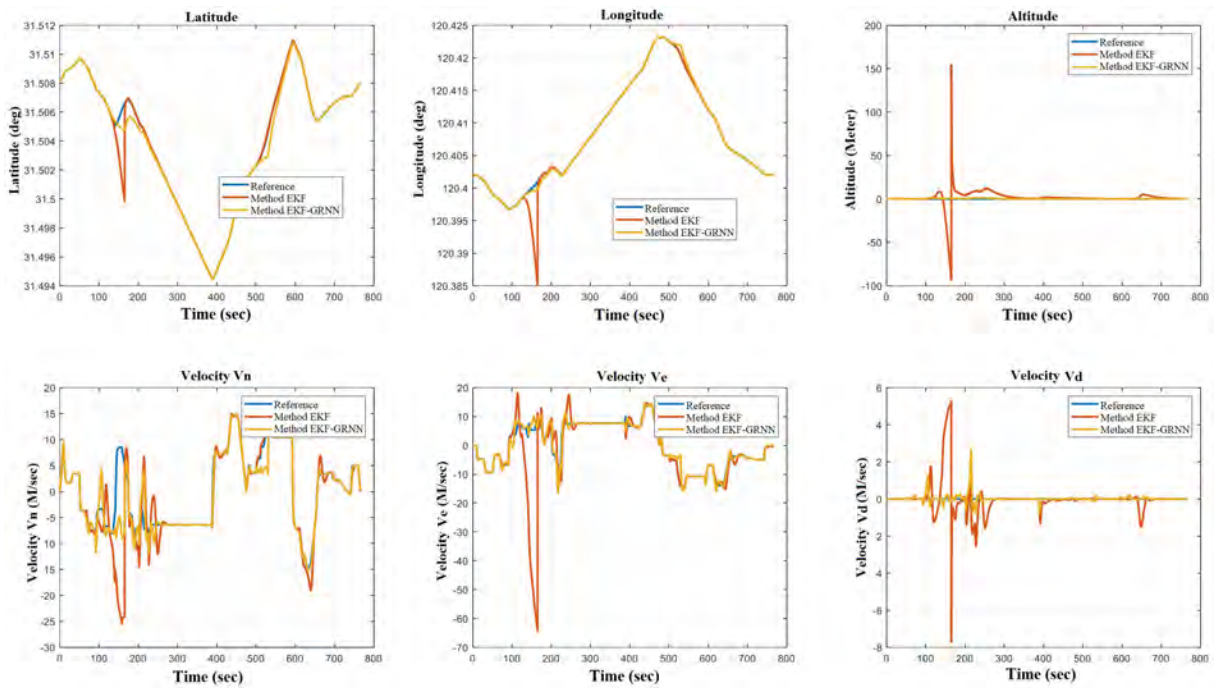 Latitude
31.512
31.51
31.508
31.506
31.504
31.502
31.5
31.498
31.496
31.494
Latitude (deg)
Reference
Method EKF
Method EKF-GRNN
0 100 200 300 400 500 600 700 800
Time (sec)
Longitude
120.425
120.42
120.415
120.41
120.405
120.4
120.395
120.39
120.385
Longitude (deg)
Reference
Method EKF
Method EKF-GRNN
0 100 200 300 400 500 600 700 800
Time (sec)
Altitude
200
150
100
50
0
-50
-100
Altitude (Meter)
Reference
Method EKF
Method EKF-GRNN
0 100 200 300 400 500 600 700 800
Time (sec)
Velocity Vn
20
15
10
5
0
-5
-10
-15
-20
-25
-30
Velocity Vn (M/sec)
Reference
Method EKF
Method EKF-GRNN
0 100 200 300 400 500 600 700 800
Time (sec)
Velocity Ve
20
10
0
-10
-20
-30
-40
-50
-60
-70
Velocity Ve (M/sec)
Reference
Method EKF
Method EKF-GRNN
0 100 200 300 400 500 600 700 800
Time (sec)
Velocity Vd
6
4
2
0
-2
-4
-6
-8
Velocity Vd(M/sec)
Reference
Method EKF
Method EKF-GRNN
0 100 200 300 400 500 600 700 800
Time (sec)